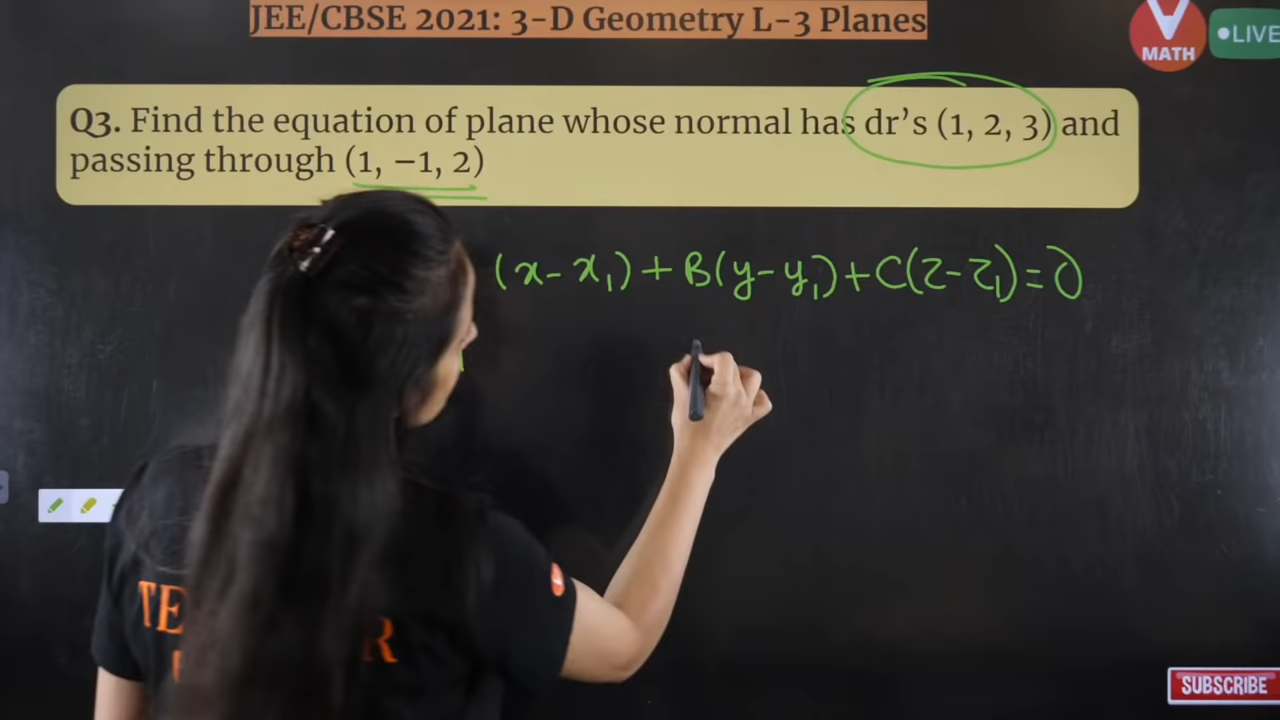 JEE/CBSE 2021: 3-D Geometry L-3 Planes
V
MATH
•LIVE
Q3. Find the equation of plane whose normal has dr's (1, 2, 3) and
passing through (1, −1, 2)
(x-x₁)+B(y-y₁)+C(z-z₁)=0
SUBSCRIBE